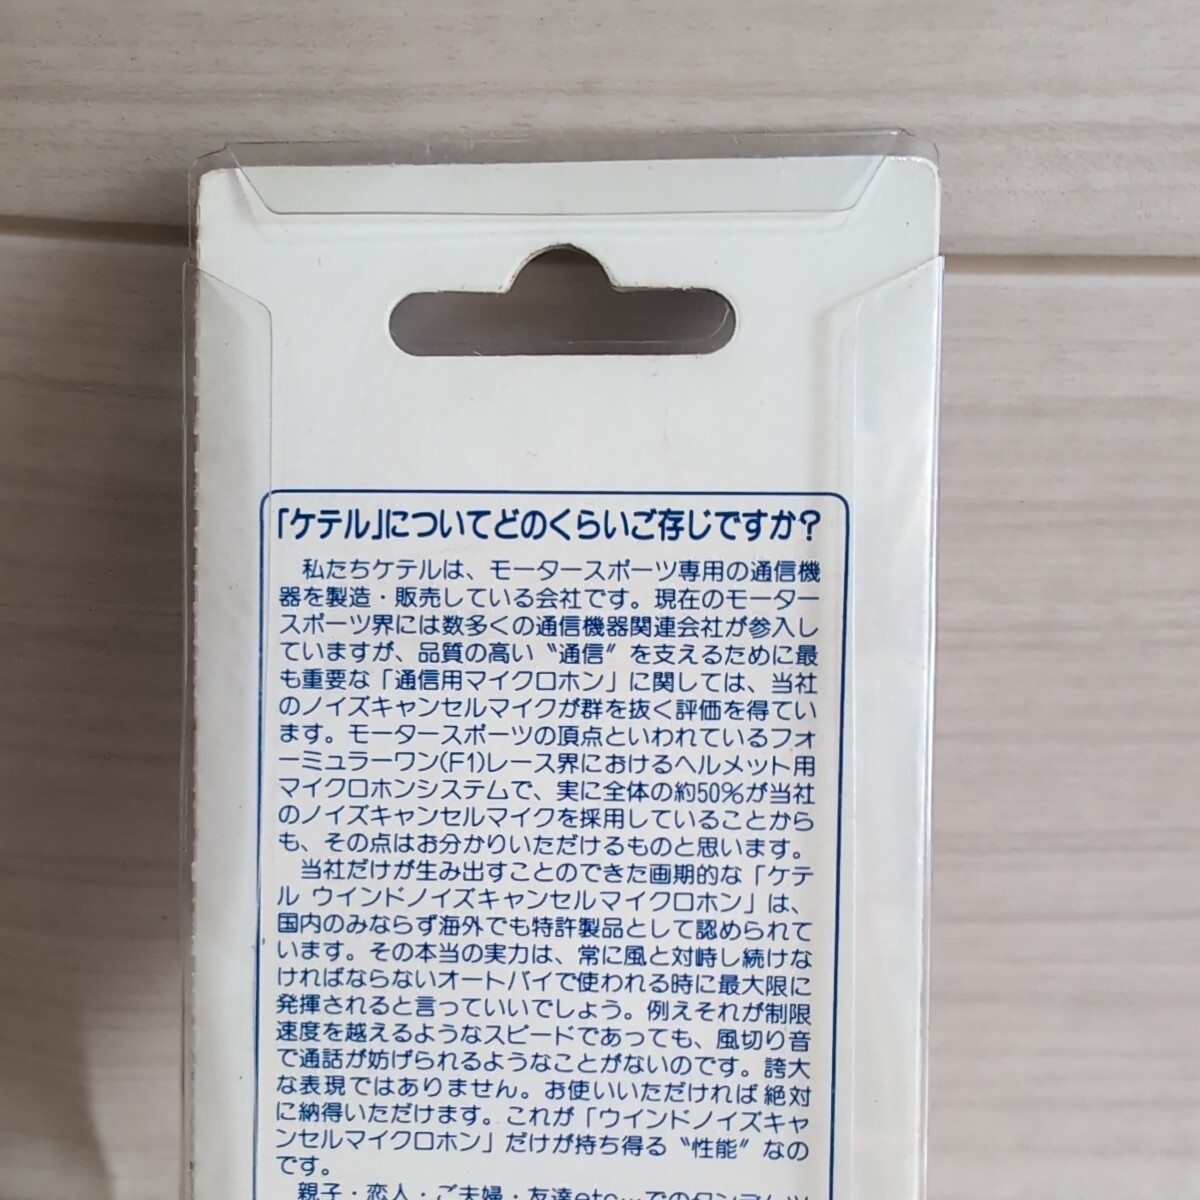 「ケテル」についてどのくらいご存じですか?
私たちケテルは、モータースポーツ専用の通信機
器を製造・販売している会社です。現在のモーター
スポーツ界には数多くの通信機器関連会社が参入し
ていますが、品質の高い〝通信〟を支えるために最
も重要な「通信用マイクロホン」に関しては、当社
のノイズキャンセルマイクが群を抜く評価を得てい
ます。モータースポーツの頂点といわれているフォ
ーミュラーワン(F1)レース界におけるヘルメット用
マイクロホンシステムで、実に全体の約50%が当社
のノイズキャンセルマイクを採用していることから
も、その点はお分かりいただけるものと思います。
当社だけが生み出すことのできた画期的な「ケテ
ル ウインドノイズキャンセルマイクロホン」は、
国内のみならず海外でも特許製品として認められて
います。その本当の実力は、常に風と対峙し続けな
ければならないオートバイで使われる時に最大限に
発揮されると言っていいでしょう。例えそれが制限
速度を越えるようなスピードであっても、風切り音
で通話が妨げられるようなことがないのです。誇大
な表現ではありません。お使いいただければ絶対
に納得いただけます。これが「ウインドノイズキャ
ンセルマイクロホン」だけが持ち得る〝性能〟なの
です。
親子・恋人・ご夫婦・友達etc…でのタンデムツ